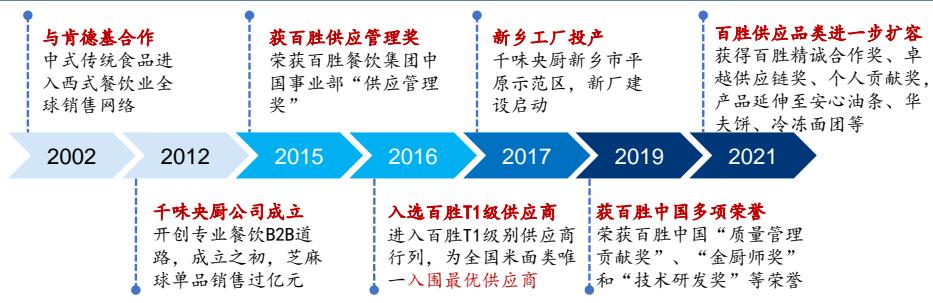 与肯德基合作
中式传统食品进
入西式餐饮业全
球销售网络
获百胜供应管理奖
荣获百胜餐饮集团中
国事业部“供应管理
奖”
新乡工厂投产
千味央厨新乡市平
原示范区，新厂建
设启动
百胜供应品类进一步扩容
获得百胜精诚合作奖、卓
越供应链奖、个人贡献奖，
产品延伸至安心油条、华
夫饼、冷冻面团等
2002
2012
2015
2016
2017
2019
2021
千味央厨公司成立
开创专业餐饮B2B道
路，成立之初，芝麻
球单品销售过亿元
入选百胜T1级供应商
进入百胜T1级别供应商
行列，为全国米面类唯
一入围最优供应商
获百胜中国多项荣誉
荣获百胜中国“质量管理
贡献奖”、“金厨师奖”
和“技术研发奖”等荣誉